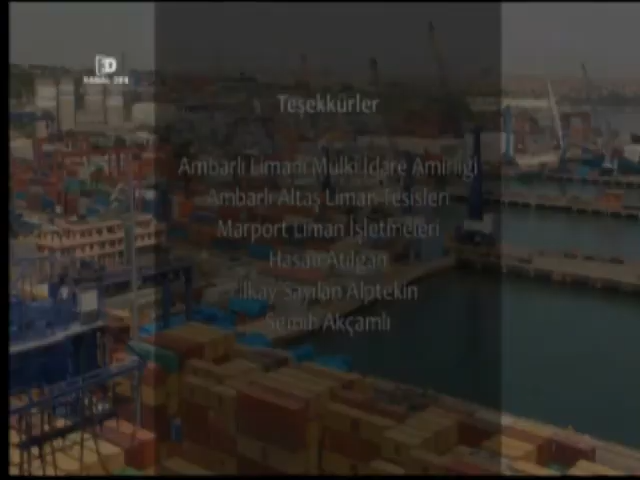 Teşekkürler
Ambarlı Limanı Mülki İdare Amirliği
Ambarlı Altaş Liman Tesisleri
Marport Liman İşletmeleri
Hasan Atılgan
İlkay Sayılan Alptekin
Semih Akçamlı